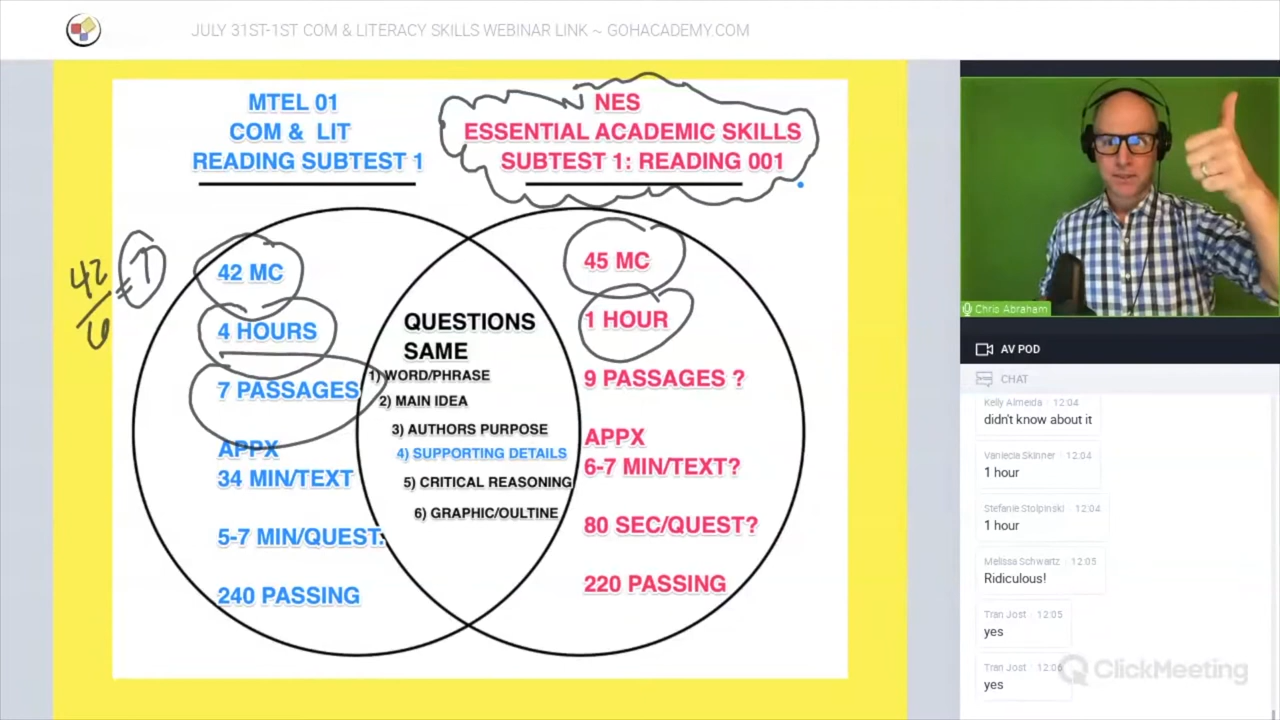 JULY 31ST-1ST COM & LITERACY SKILLS WEBINAR LINK ~ GOHACADEMY.COM
MTEL 01
COM & LIT
READING SUBTEST 1
NES
ESSENTIAL ACADEMIC SKILLS
SUBTEST 1: READING 001
42
6
=7
42 MC
4 HOURS
7 PASSAGES
APPX
34 MIN/TEXT
5-7 MIN/QUEST.
240 PASSING
QUESTIONS
SAME
1) WORD/PHRASE
2) MAIN IDEA
3) AUTHORS PURPOSE
4) SUPPORTING DETAILS
5) CRITICAL REASONING
6) GRAPHIC/OULTINE
45 MC
1 HOUR
9 PASSAGES ?
APPX
6-7 MIN/TEXT?
80 SEC/QUEST?
220 PASSING
Chris Abraham
AV POD
CHAT
Kelly Almeida · 12:04
didn't know about it
Vaniecia Skinner · 12:04
1 hour
Stefanie Stolpinski · 12:04
1 hour
Melissa Schwartz · 12:05
Ridiculous!
Tran Jost · 12:05
yes
Tran Jost · 12:06
yes
ClickMeeting